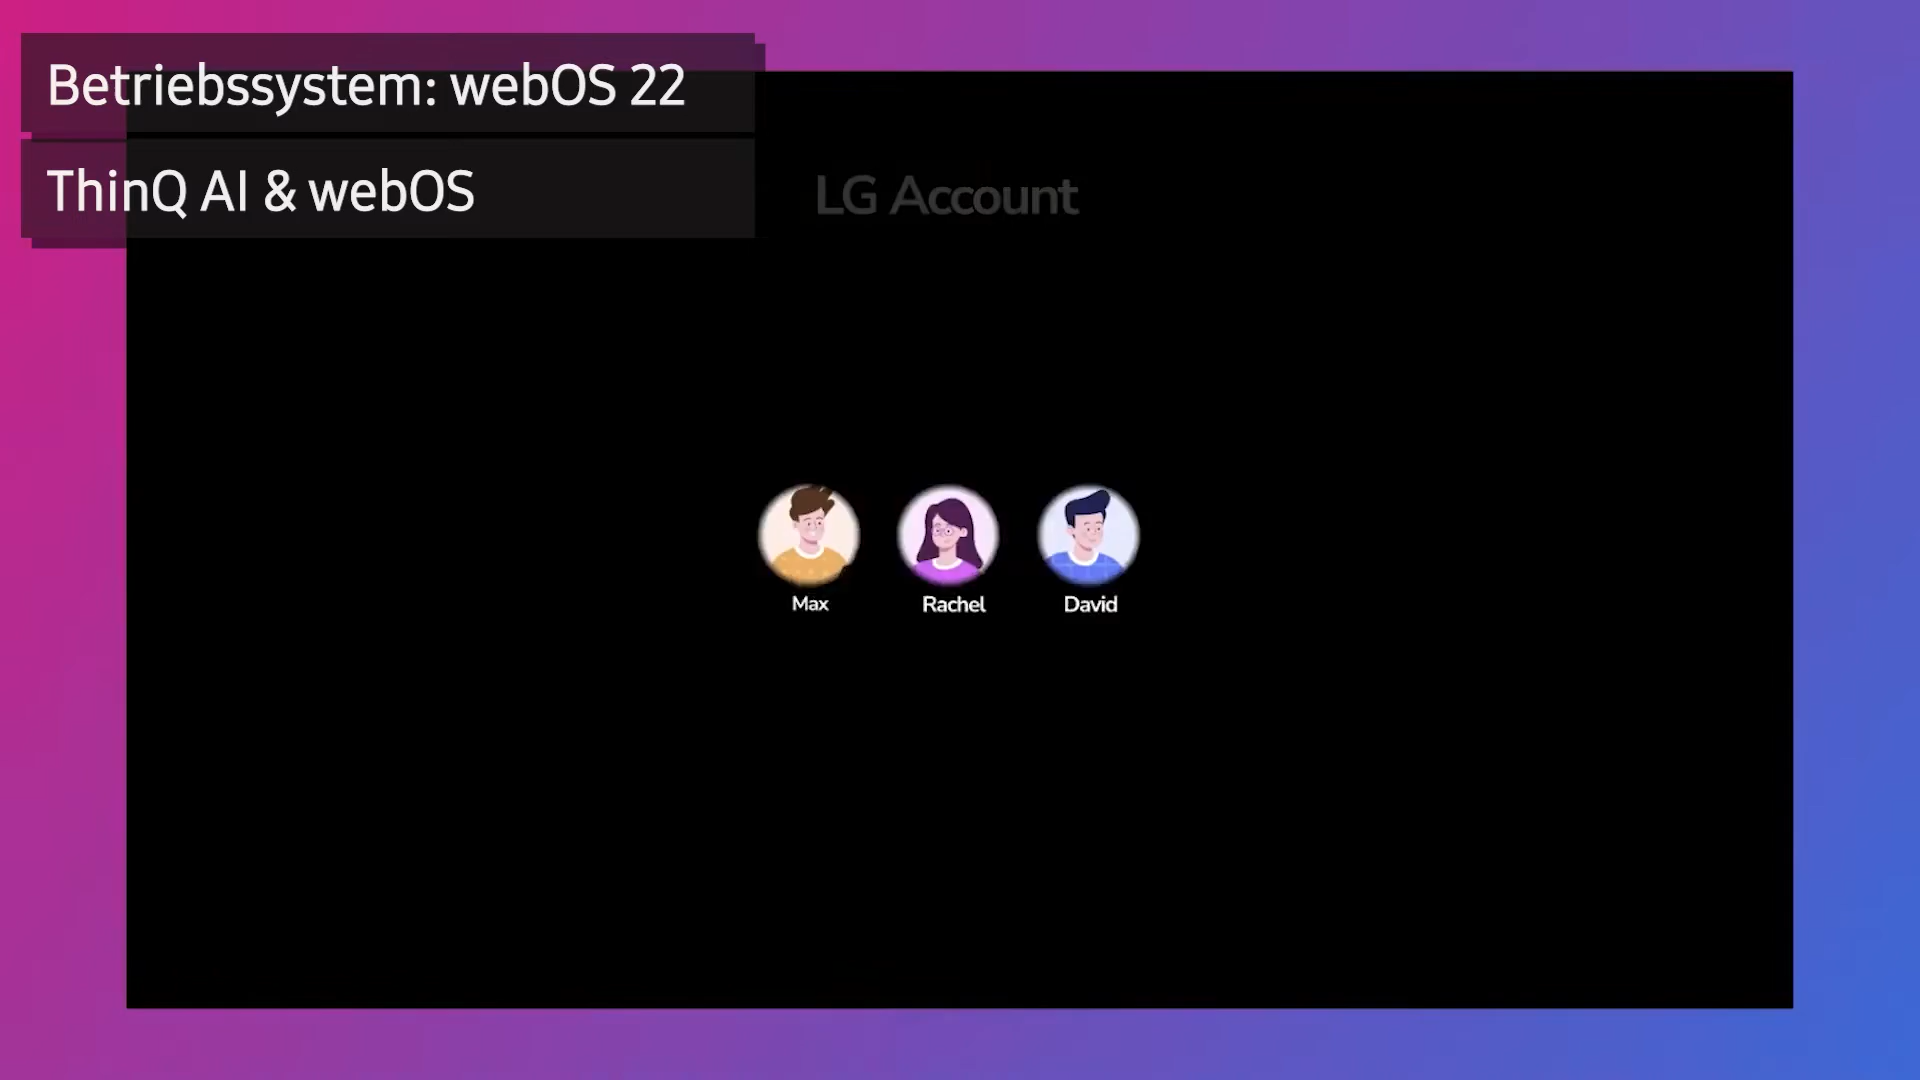 Betriebssystem: webOS 22
ThinQ AI & webOS
LG Account
Max
Rachel
David